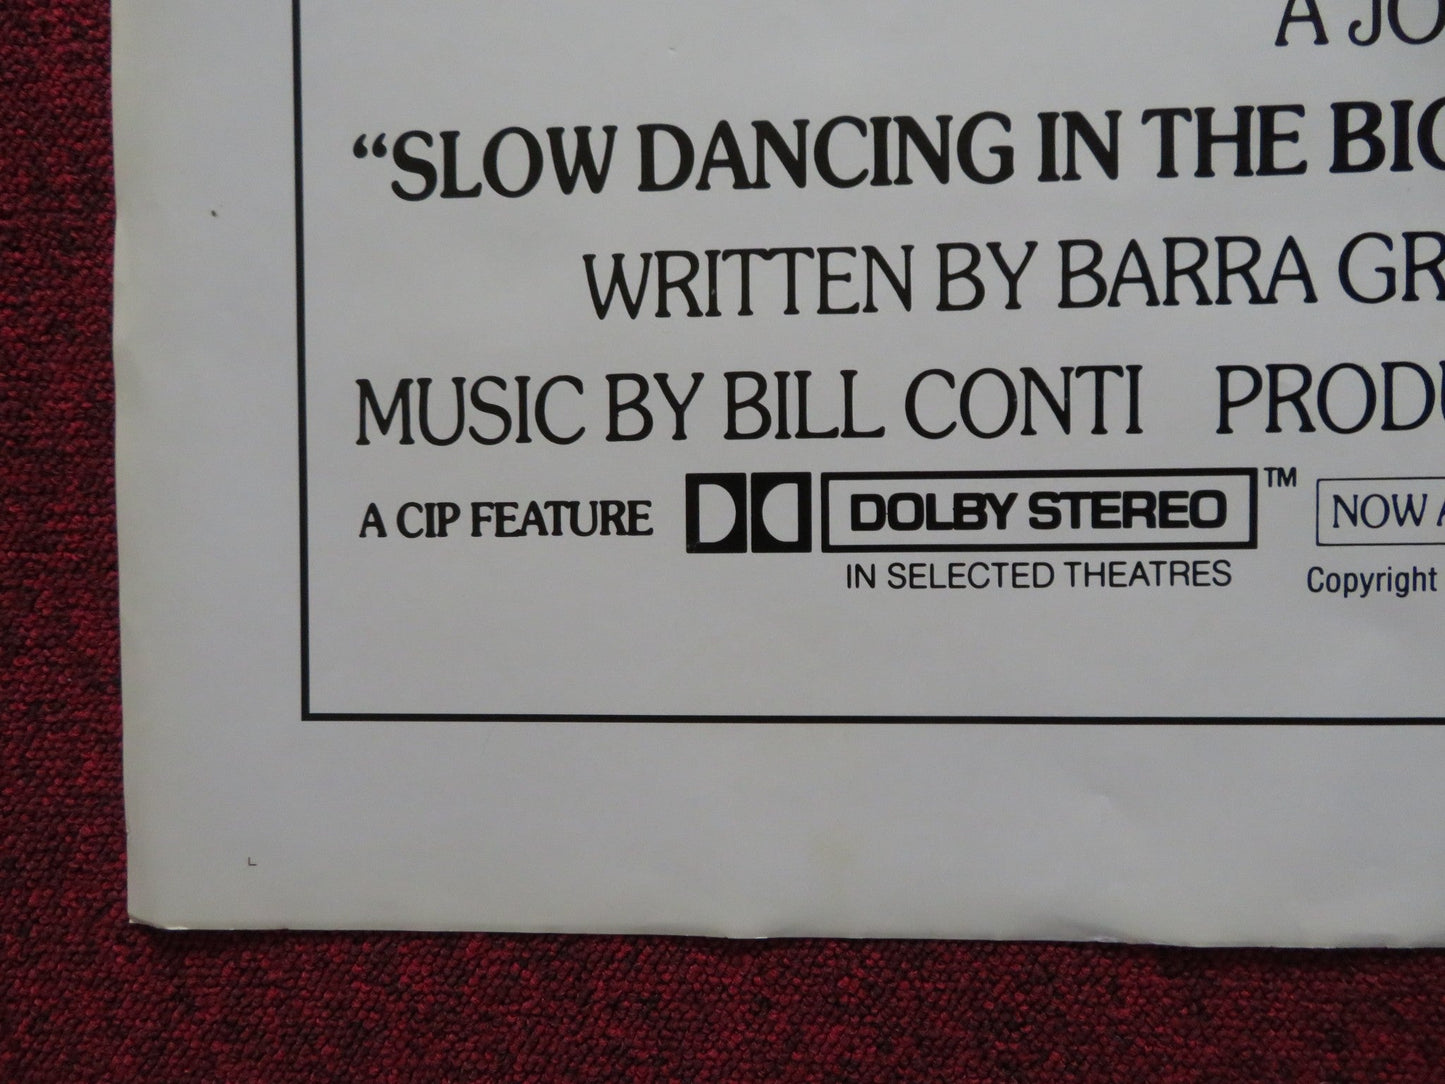 A JO
“SLOW DANCING IN THE BIG
WRITTEN BY BARRA GR
MUSIC BY BILL CONTI PRODU
A CIP FEATURE DOLBY STEREO TM NOW A
IN SELECTED THEATRES Copyright